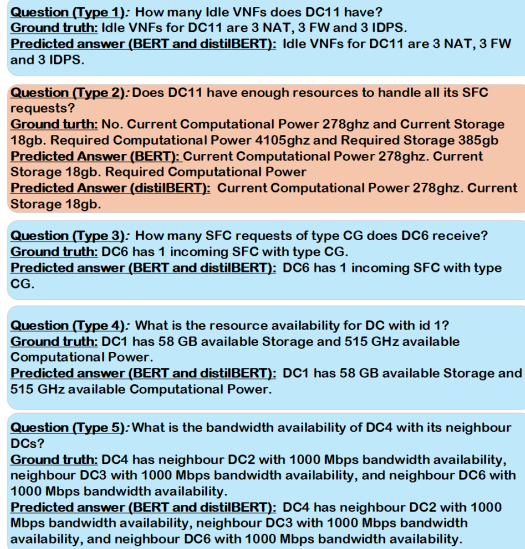 Question (Type 1): How many Idle VNFs does DC11 have?
Ground truth: Idle VNFs for DC11 are 3 NAT, 3 FW and 3 IDPS.
Predicted answer (BERT and distilBERT): Idle VNFs for DC11 are 3 NAT, 3 FW
and 3 IDPS.
Question (Type 2): Does DC11 have enough resources to handle all its SFC
requests?
Ground turth: No. Current Computational Power 278ghz and Current Storage
18gb. Required Computational Power 4105ghz and Required Storage 385gb
Predicted Answer (BERT): Current Computational Power 278ghz. Current
Storage 18gb. Required Computational Power
Predicted Answer (distilBERT): Current Computational Power 278ghz. Current
Storage 18gb.
Question (Type 3): How many SFC requests of type CG does DC6 receive?
Ground truth: DC6 has 1 incoming SFC with type CG.
Predicted answer (BERT and distilBERT): DC6 has 1 incoming SFC with type
CG.
Question (Type 4): What is the resource availability for DC with id 1?
Ground truth: DC1 has 58 GB available Storage and 515 GHz available
Computational Power.
Predicted answer (BERT and distilBERT): DC1 has 58 GB available Storage and
515 GHz available Computational Power.
Question (Type 5): What is the bandwidth availability of DC4 with its neighbour
DCs?
Ground truth: DC4 has neighbour DC2 with 1000 Mbps bandwidth availability,
neighbour DC3 with 1000 Mbps bandwidth availability, and neighbour DC6 with
1000 Mbps bandwidth availability.
Predicted answer (BERT and distilBERT): DC4 has neighbour DC2 with 1000
Mbps bandwidth availability, neighbour DC3 with 1000 Mbps bandwidth
availability, and neighbour DC6 with 1000 Mbps bandwidth availability.